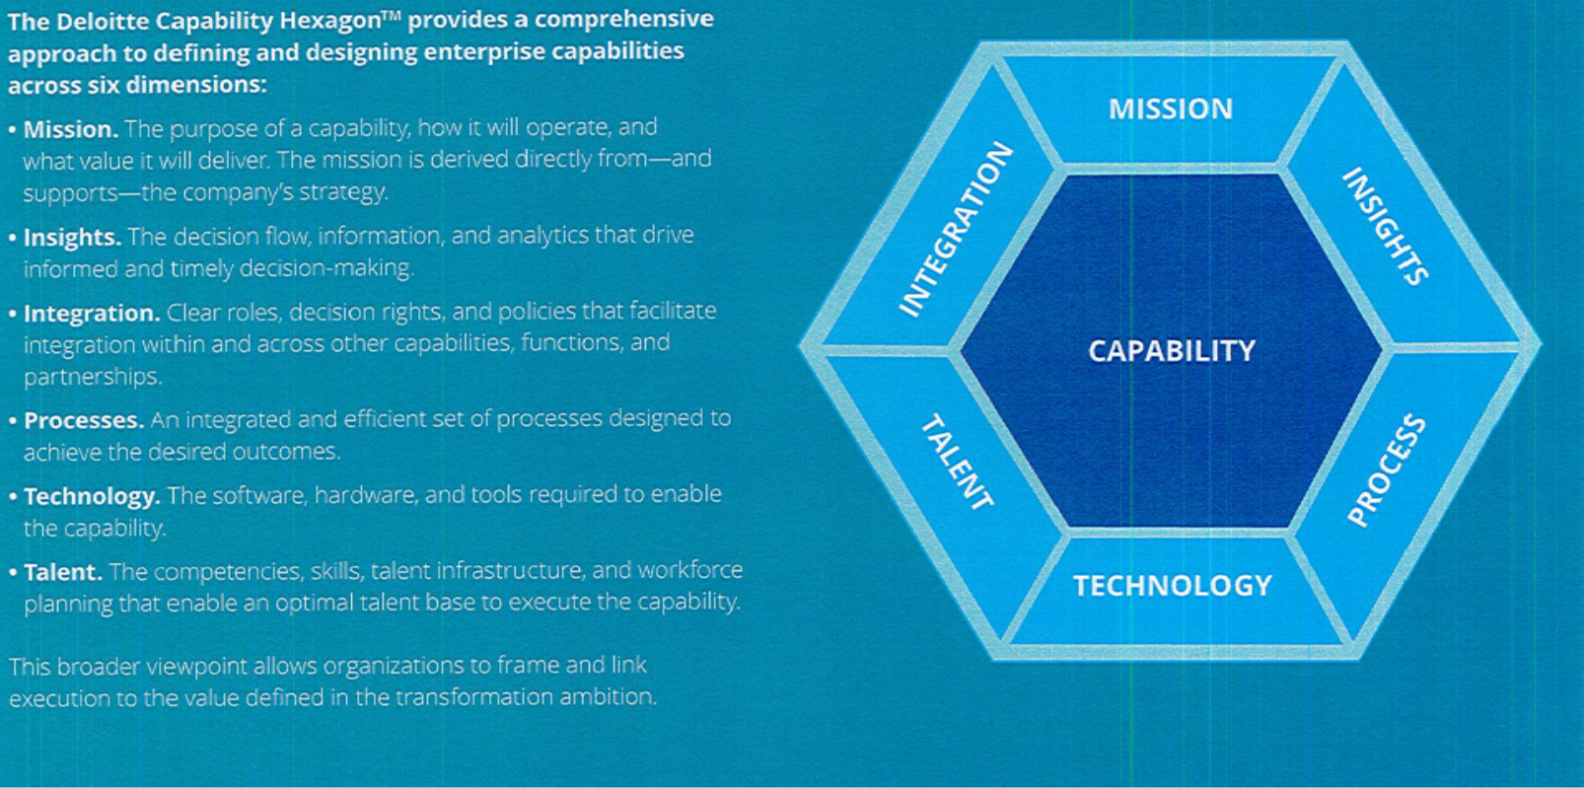 The Deloitte Capability Hexagon™ provides a comprehensive
approach to defining and designing enterprise capabilities
across six dimensions:
• Mission. The purpose of a capability, how it will operate, and
what value it will deliver. The mission is derived directly from—and
supports—the company's strategy.
• Insights. The decision flow, information, and analytics that drive
informed and timely decision-making.
• Integration. Clear roles, decision rights, and policies that facilitate
integration within and across other capabilities, functions, and
partnerships.
• Processes. An integrated and efficient set of processes designed to
achieve the desired outcomes.
• Technology. The software, hardware, and tools required to enable
the capability.
• Talent. The competencies, skills, talent infrastructure, and workforce
planning that enable an optimal talent base to execute the capability.
This broader viewpoint allows organizations to frame and link
execution to the value defined in the transformation ambition.
MISSION
INTEGRATION
INSIGHTS
CAPABILITY
TALENT
PROCESS
TECHNOLOGY